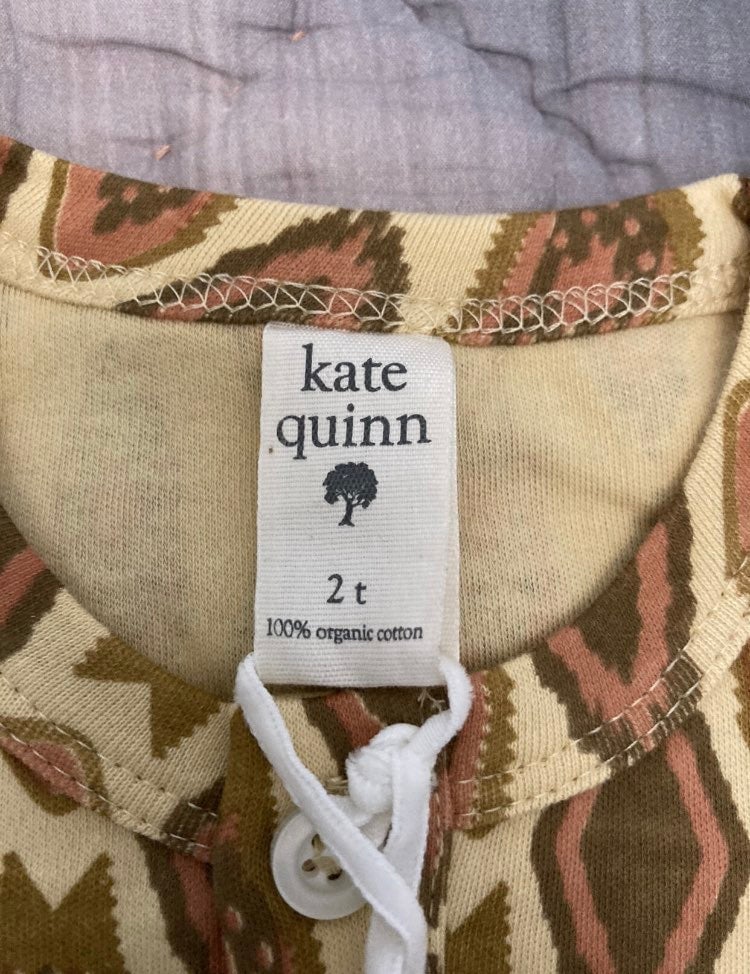 kate
quinn
2 t
100% organic cotton